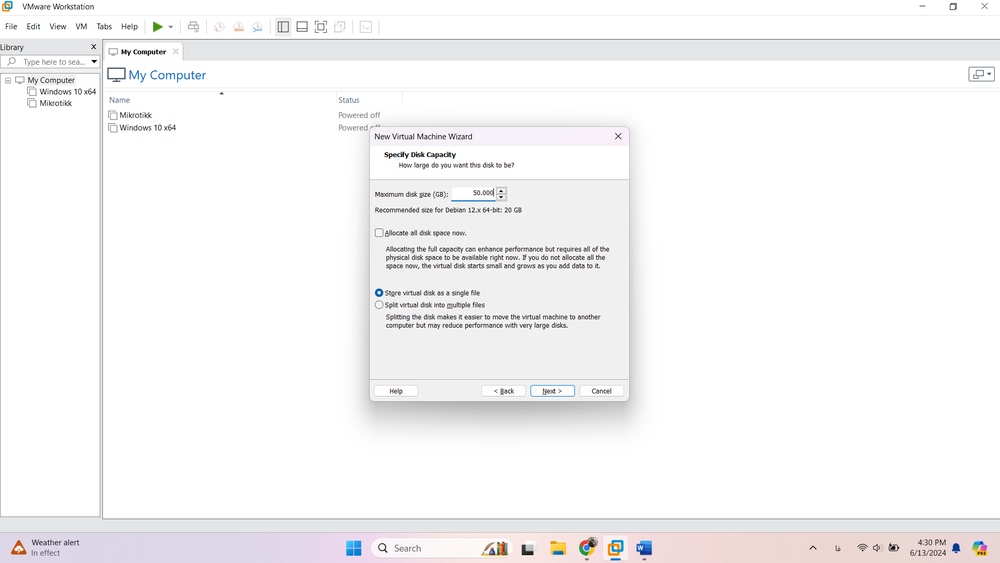 VMware Workstation
File Edit View VM Tabs Help
Library
Type here to sea...
My Computer
Windows 10 x64
Mikrotikk
My Computer
My Computer
Name Status
Mikrotikk Powered off
Windows 10 x64 Powered off
New Virtual Machine Wizard
Specify Disk Capacity
How large do you want this disk to be?
Maximum disk size (GB): 50.000
Recommended size for Debian 12.x 64-bit: 20 GB
Allocate all disk space now.
Allocating the full capacity can enhance performance but requires all of the
physical disk space to be available right now. If you do not allocate all the
space now, the virtual disk starts small and grows as you add data to it.
Store virtual disk as a single file
Split virtual disk into multiple files
Splitting the disk makes it easier to move the virtual machine to another
computer but may reduce performance with very large disks.
Help < Back Next > Cancel
Weather alert
In effect
Search
W
فا
4:30 PM
6/13/2024
PRE